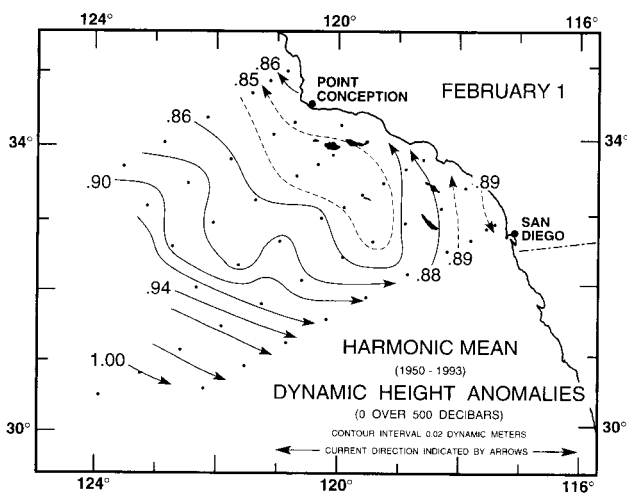 124° 120° 116°
.86
.85
POINT
CONCEPTION
FEBRUARY 1
.86
34° 34°
.90
.89
SAN
DIEGO
.89
.88
.94
1.00
HARMONIC MEAN
(1950 - 1993)
DYNAMIC HEIGHT ANOMALIES
(0 OVER 500 DECIBARS)
CONTOUR INTERVAL 0.02 DYNAMIC METERS
CURRENT DIRECTION INDICATED BY ARROWS
30° 30°
124° 120° 116°